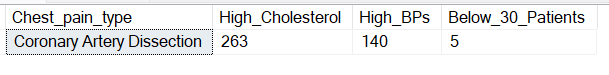 Chest_pain_type High_Cholesterol High_BPs Below_30_Patients
Coronary Artery Dissection 263 140 5